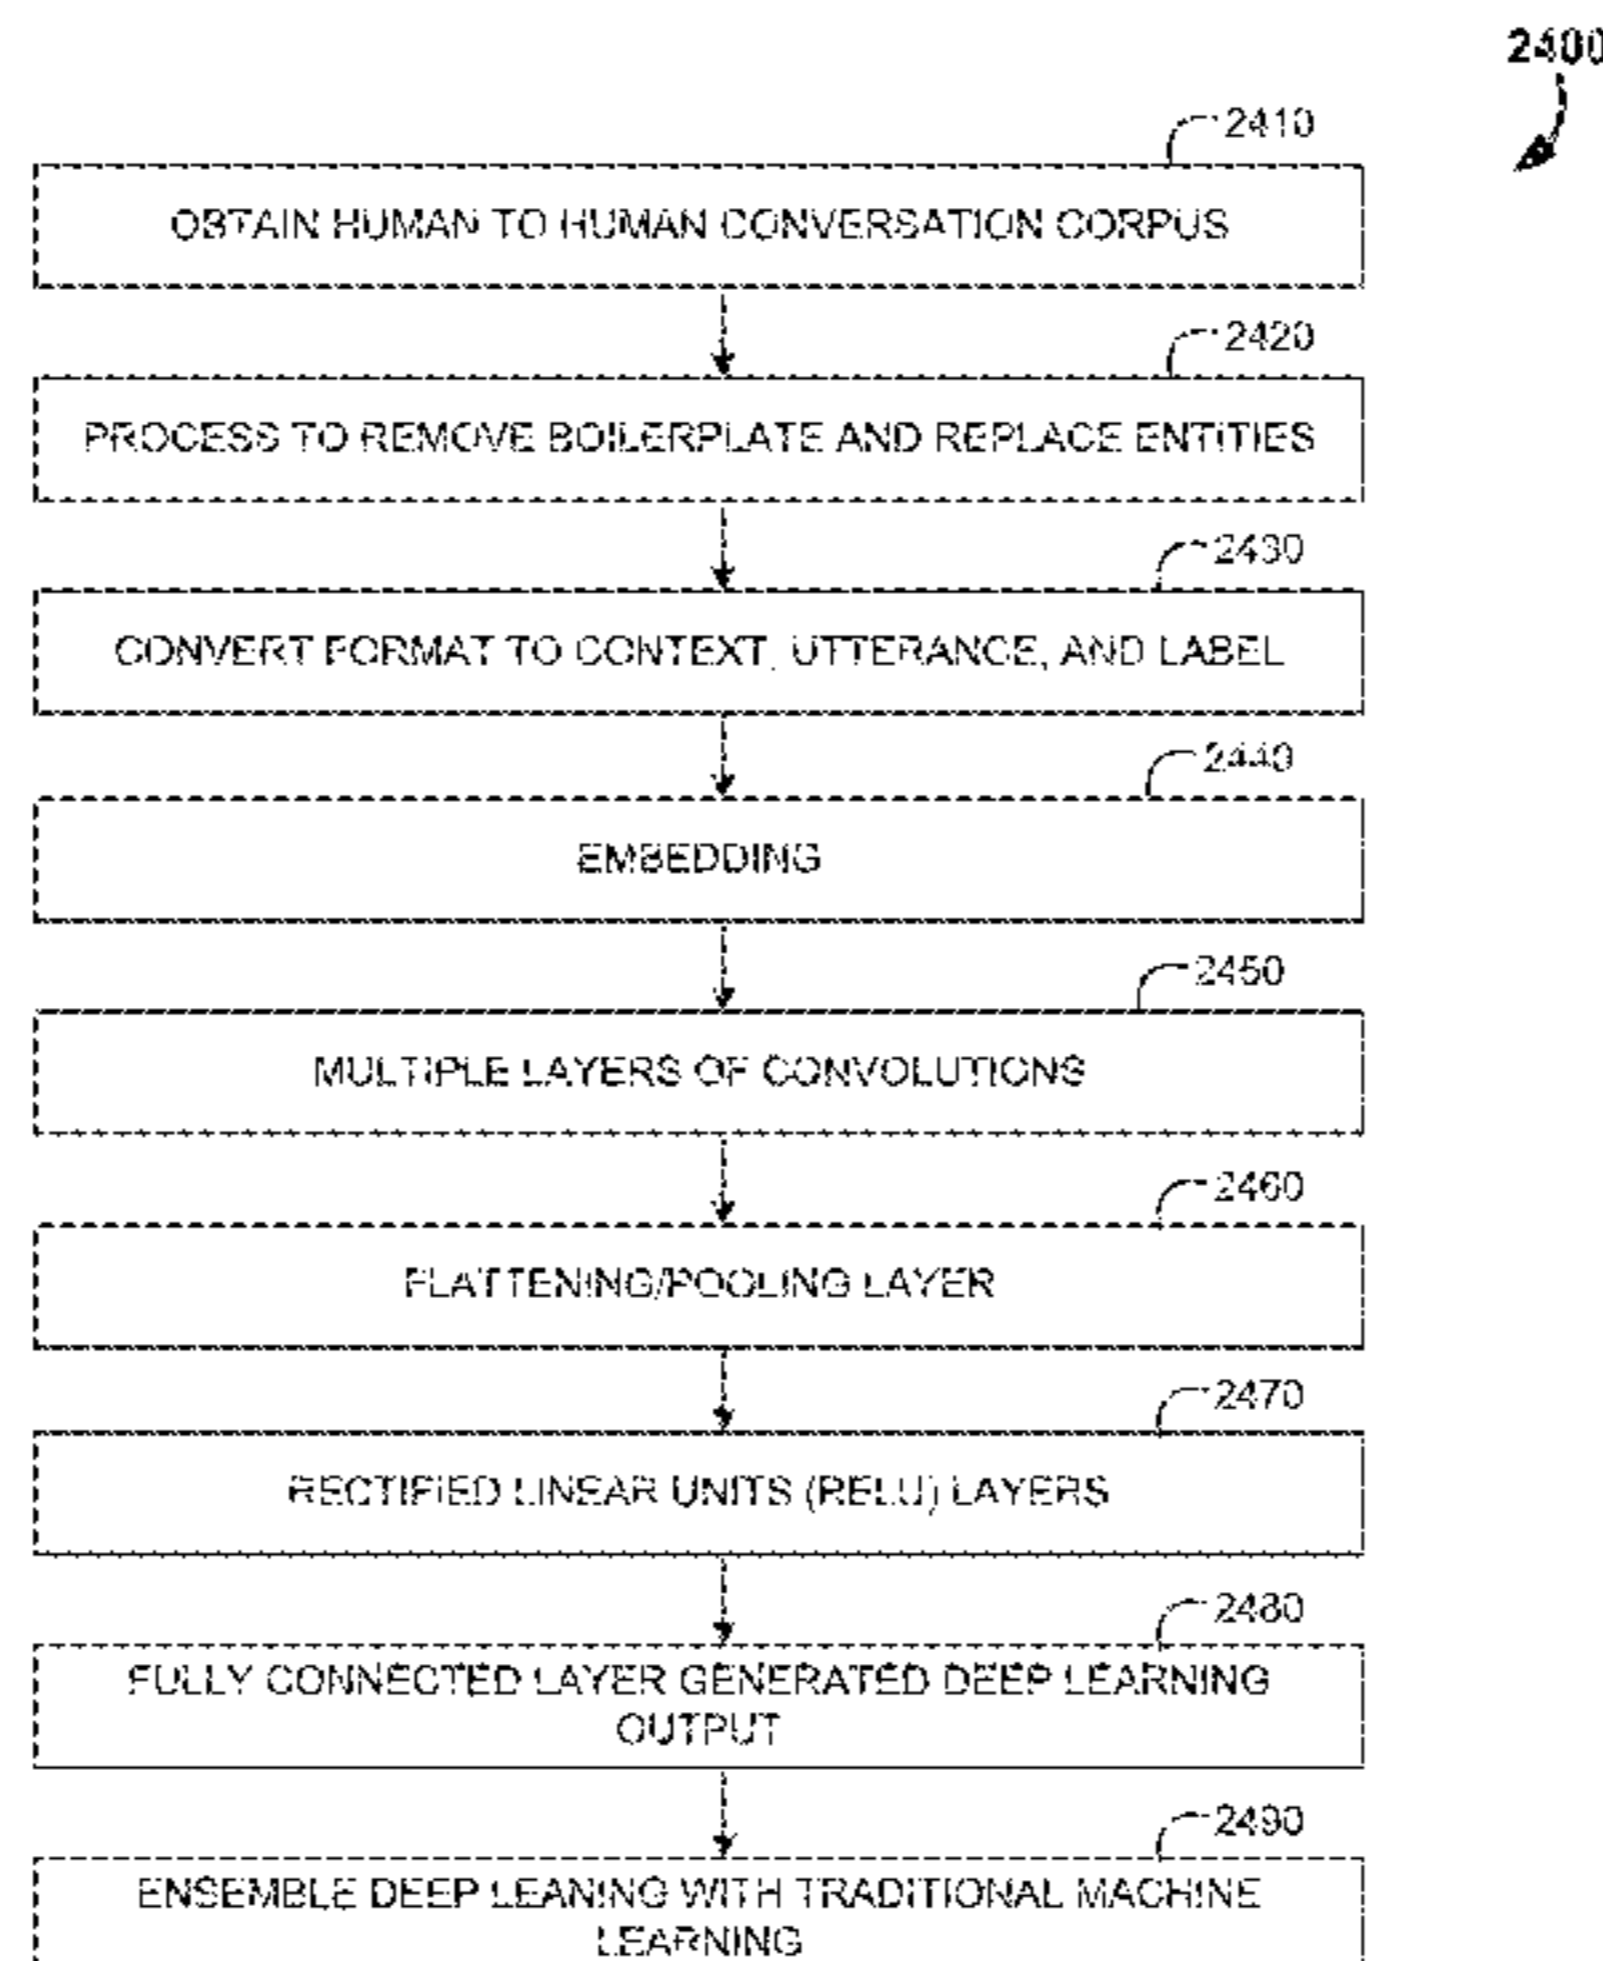 2400
2410
OBTAIN HUMAN TO HUMAN CONVERSATION CORPUS
2420
PROCESS TO REMOVE BOILERPLATE AND REPLACE ENTITIES
2430
CONVERT FORMAT TO CONTEXT, UTTERANCE, AND LABEL
2440
EMBEDDING
2450
MULTIPLE LAYERS OF CONVOLUTIONS
2460
FLATTENING/POOLING LAYER
2470
RECTIFIED LINEAR UNITS (RELU) LAYERS
2480
FULLY CONNECTED LAYER GENERATED DEEP LEARNING
OUTPUT
2490
ENSEMBLE DEEP LEANING WITH TRADITIONAL MACHINE
LEARNING